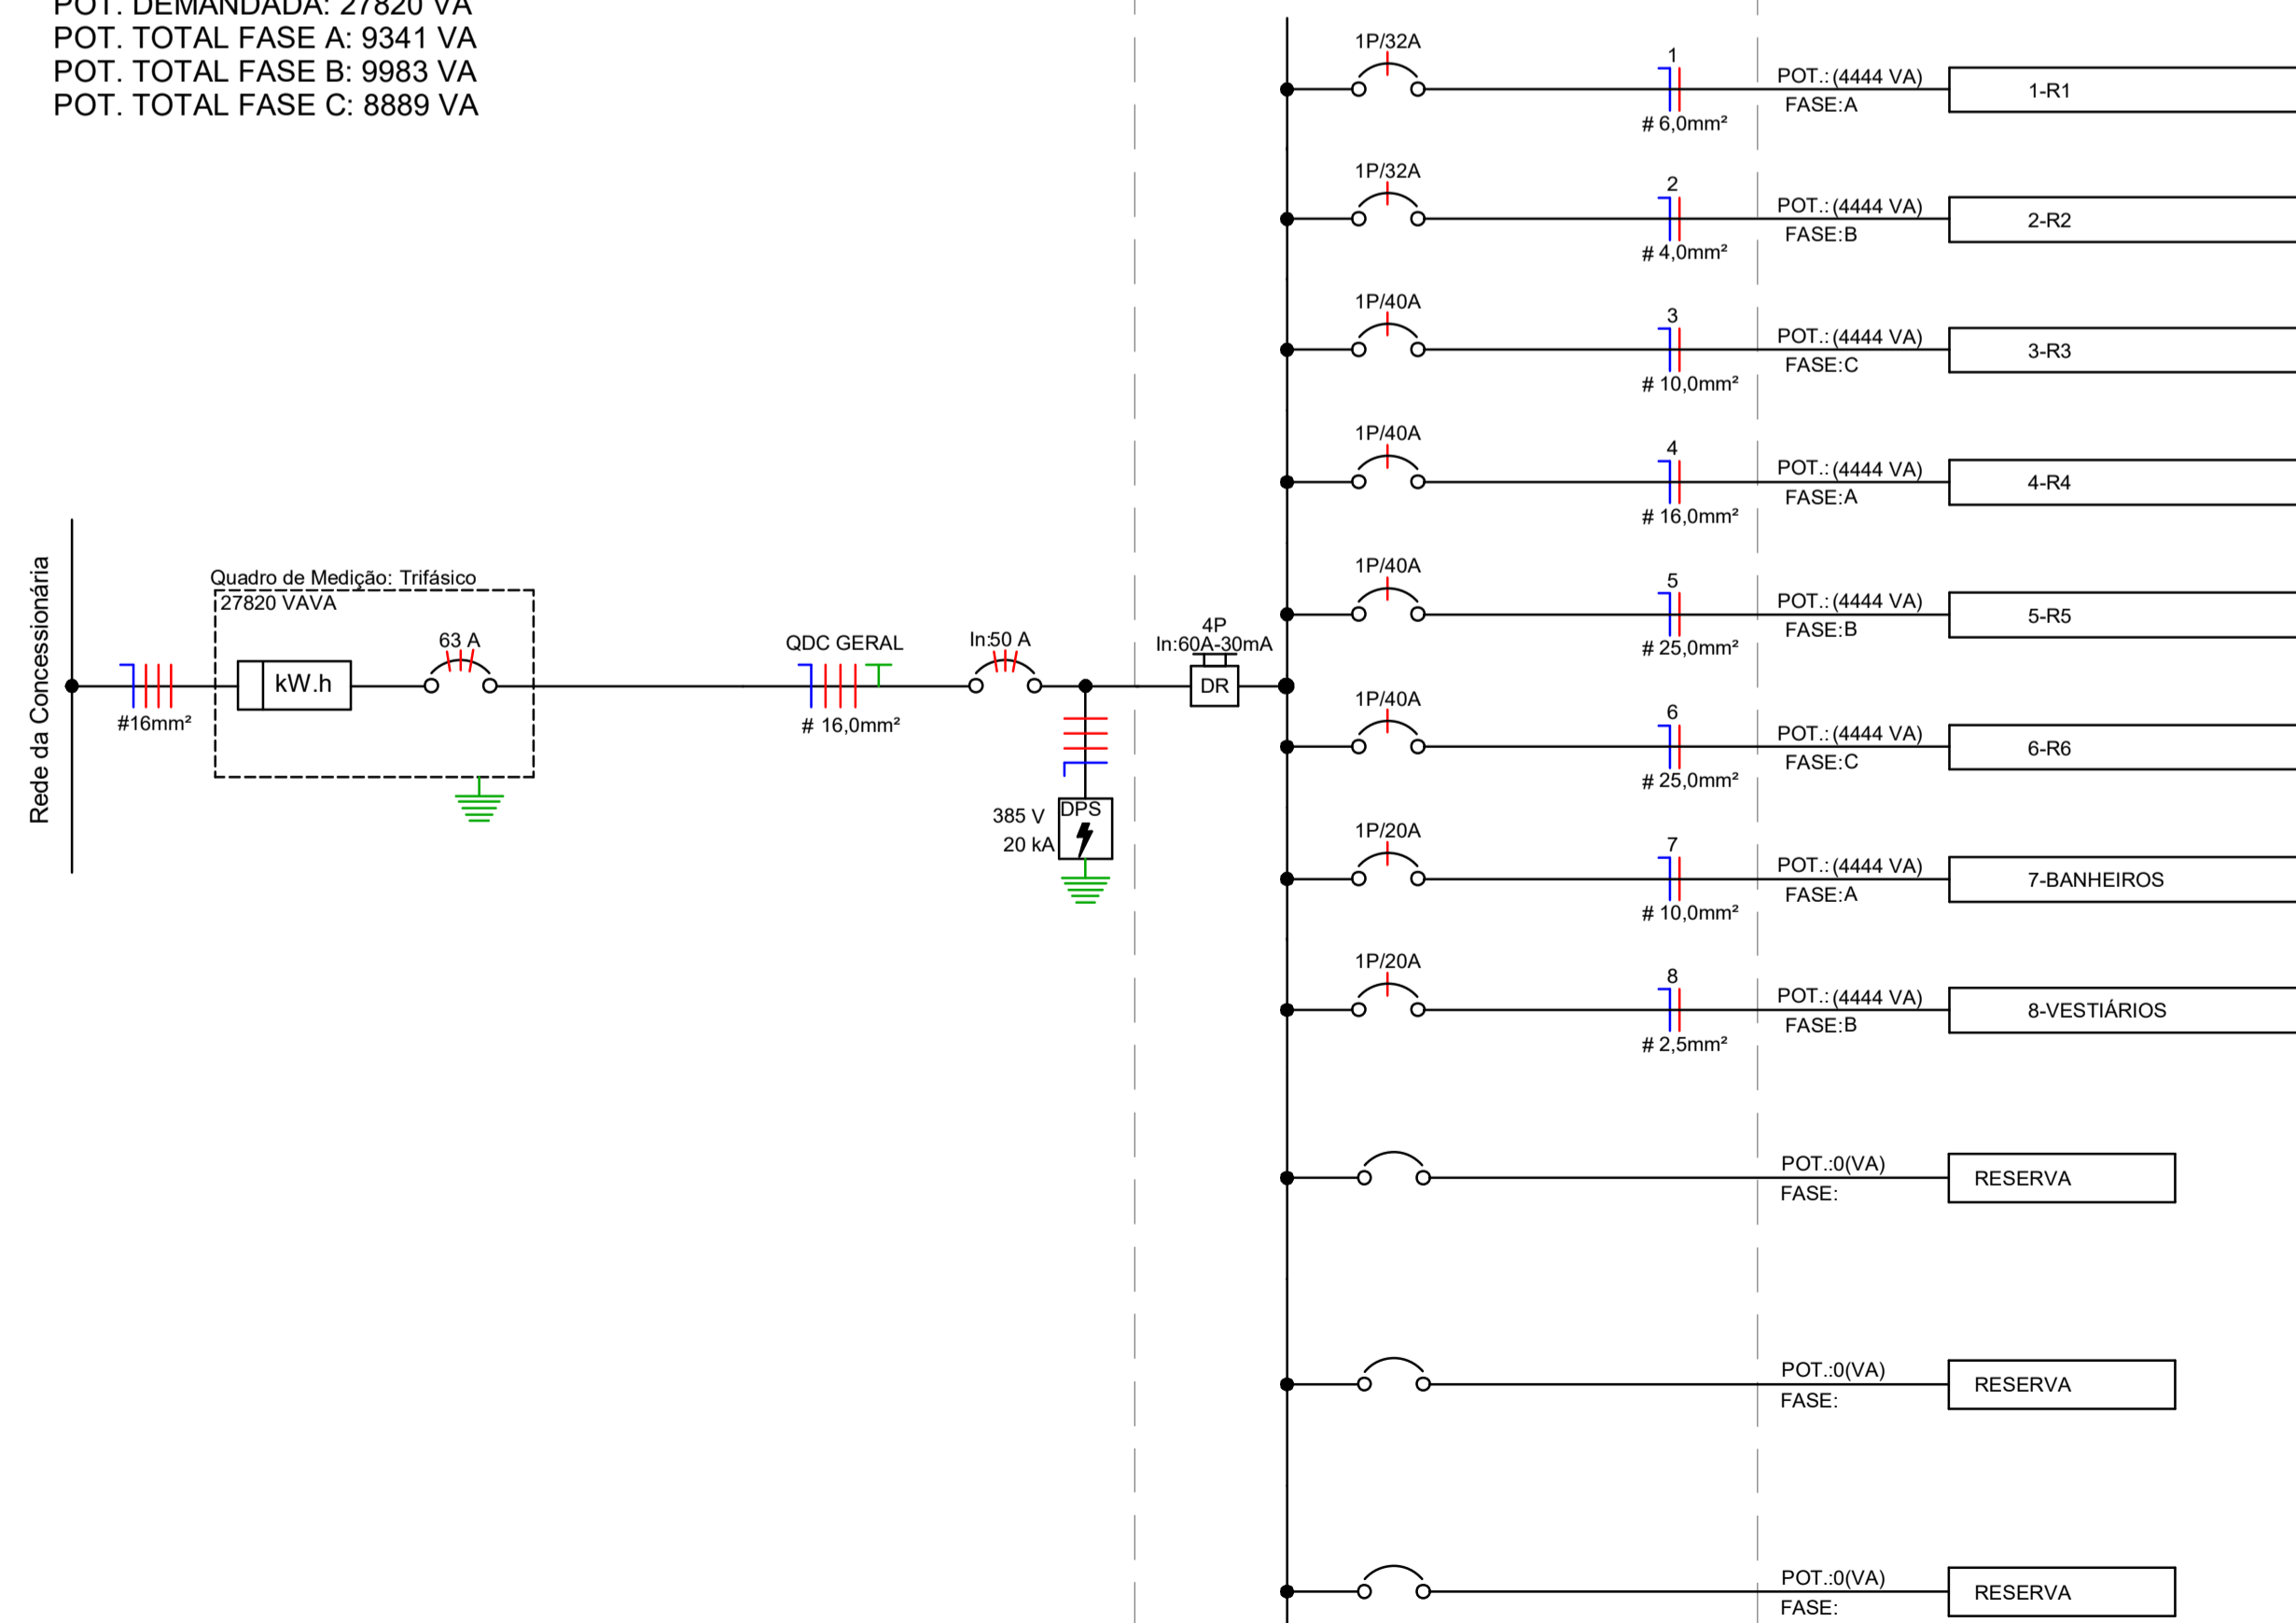 POT. DEMANDADA: 27820 VA
POT. TOTAL FASE A: 9341 VA
POT. TOTAL FASE B: 9983 VA
POT. TOTAL FASE C: 8889 VA
Rede da Concessionária
#16mm²
Quadro de Medição: Trifásico
27820 VAVA
kW.h
63 A
QDC GERAL
# 16,0mm²
In:50 A
385 V
20 kA
DPS
4P
In:60A-30mA
DR
1P/32A
1
# 6,0mm²
POT.: (4444 VA)
FASE:A
1-R1
1P/32A
2
# 4,0mm²
POT.: (4444 VA)
FASE:B
2-R2
1P/40A
3
# 10,0mm²
POT.: (4444 VA)
FASE:C
3-R3
1P/40A
4
# 16,0mm²
POT.: (4444 VA)
FASE:A
4-R4
1P/40A
5
# 25,0mm²
POT.: (4444 VA)
FASE:B
5-R5
1P/40A
6
# 25,0mm²
POT.: (4444 VA)
FASE:C
6-R6
1P/20A
7
# 10,0mm²
POT.: (4444 VA)
FASE:A
7-BANHEIROS
1P/20A
8
# 2,5mm²
POT.: (4444 VA)
FASE:B
8-VESTIÁRIOS
POT.:0(VA)
FASE:
RESERVA
POT.:0(VA)
FASE:
RESERVA
POT.:0(VA)
FASE:
RESERVA